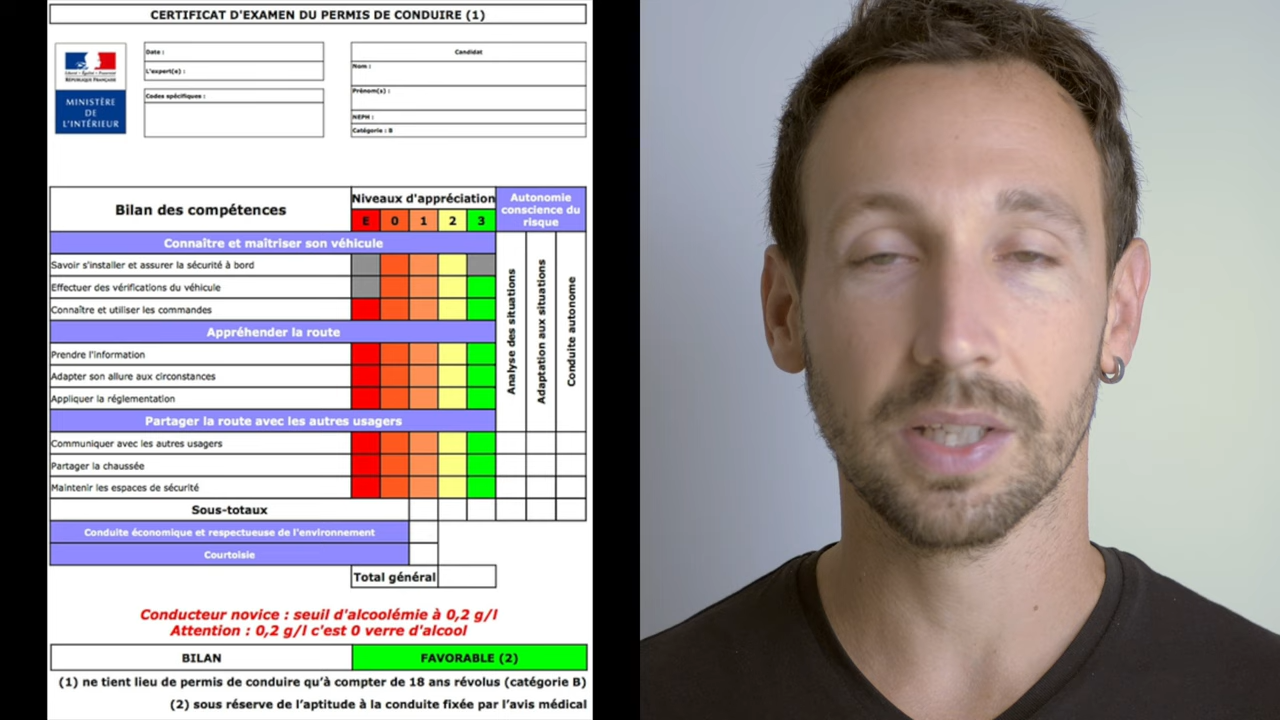 CERTIFICAT D'EXAMEN DU PERMIS DE CONDUIRE (1)
Liberté • Égalité • Fraternité
RÉPUBLIQUE FRANÇAISE
MINISTÈRE
DE
L'INTÉRIEUR
Date :
L'expert(e) :
Codes spécifiques :
Candidat
Nom :
Prénom(s) :
NEPH :
Catégorie : B
Bilan des compétences
Niveaux d'appréciation
E 0 1 2 3
Autonomie
conscience du
risque
Connaître et maîtriser son véhicule
Savoir s'installer et assurer la sécurité à bord
Effectuer des vérifications du véhicule
Connaître et utiliser les commandes
Appréhender la route
Prendre l'information
Adapter son allure aux circonstances
Appliquer la réglementation
Analyse des situations
Adaptation aux situations
Conduite autonome
Partager la route avec les autres usagers
Communiquer avec les autres usagers
Partager la chaussée
Maintenir les espaces de sécurité
Sous-totaux
Conduite économique et respectueuse de l'environnement
Courtoisie
Total général
Conducteur novice : seuil d'alcoolémie à 0,2 g/l
Attention : 0,2 g/l c'est 0 verre d'alcool
BILAN
FAVORABLE (2)
(1) ne tient lieu de permis de conduire qu'à compter de 18 ans révolus (catégorie B)
(2) sous réserve de l'aptitude à la conduite fixée par l'avis médical